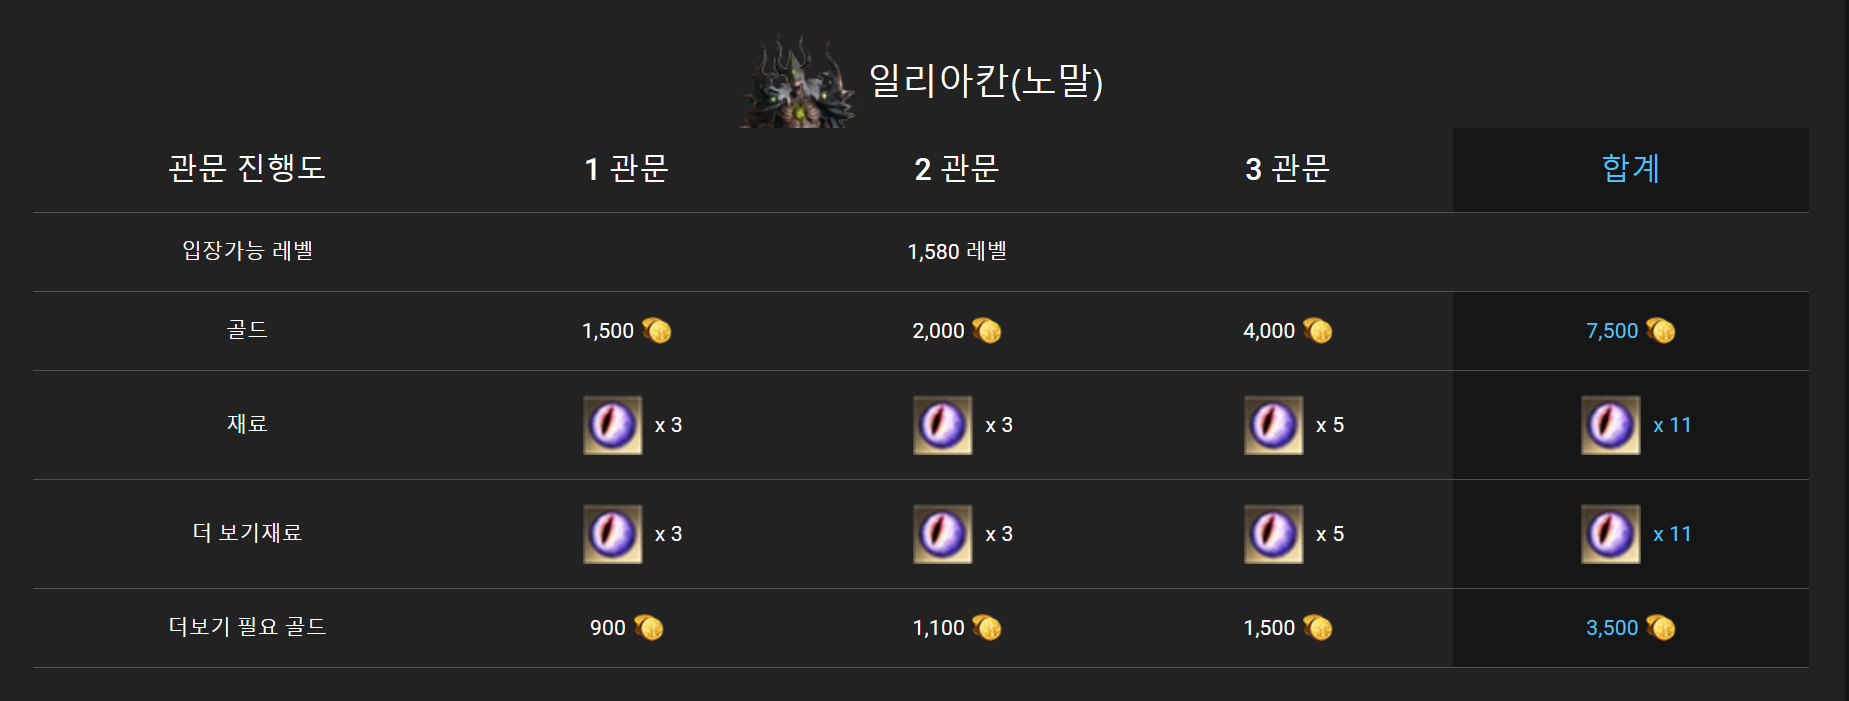 일리아칸(노말)
관문 진행도 1 관문 2 관문 3 관문 합계
입장가능 레벨 1,580 레벨
골드 1,500 2,000 4,000 7,500
재료 x 3 x 3 x 5 x 11
더 보기재료 x 3 x 3 x 5 x 11
더보기 필요 골드 900 1,100 1,500 3,500